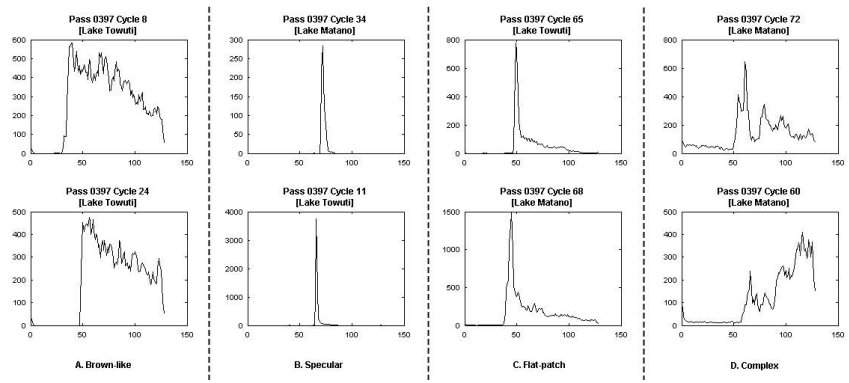 Pass 0397 Cycle 8
[Lake Towuti]
600
500
400
300
200
100
0
0 50 100 150
Pass 0397 Cycle 34
[Lake Matano]
300
250
200
150
100
50
0
0 50 100 150
Pass 0397 Cycle 65
[Lake Towuti]
800
600
400
200
0
0 50 100 150
Pass 0397 Cycle 72
[Lake Matano]
800
600
400
200
0
0 50 100 150
Pass 0397 Cycle 24
[Lake Towuti]
500
400
300
200
100
0
0 50 100 150
Pass 0397 Cycle 11
[Lake Towuti]
4000
3000
2000
1000
0
0 50 100 150
Pass 0397 Cycle 68
[Lake Matano]
1500
1000
500
0
0 50 100 150
Pass 0397 Cycle 60
[Lake Matano]
500
400
300
200
100
0
0 50 100 150
A. Brown-like
B. Specular
C. Flat-patch
D. Complex